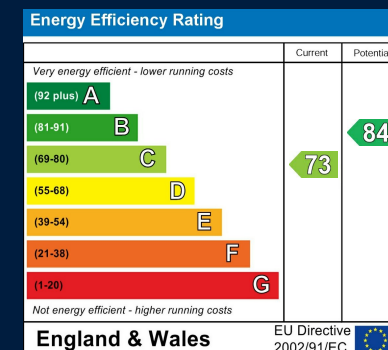 Energy Efficiency Rating
Current Potentia
Very energy efficient - lower running costs
(92 plus) A
(81-91) B
84
(69-80) C
73
(55-68) D
(39-54) E
(21-38) F
(1-20) G
Not energy efficient - higher running costs
England & Wales
EU Directive
2002/91/EC